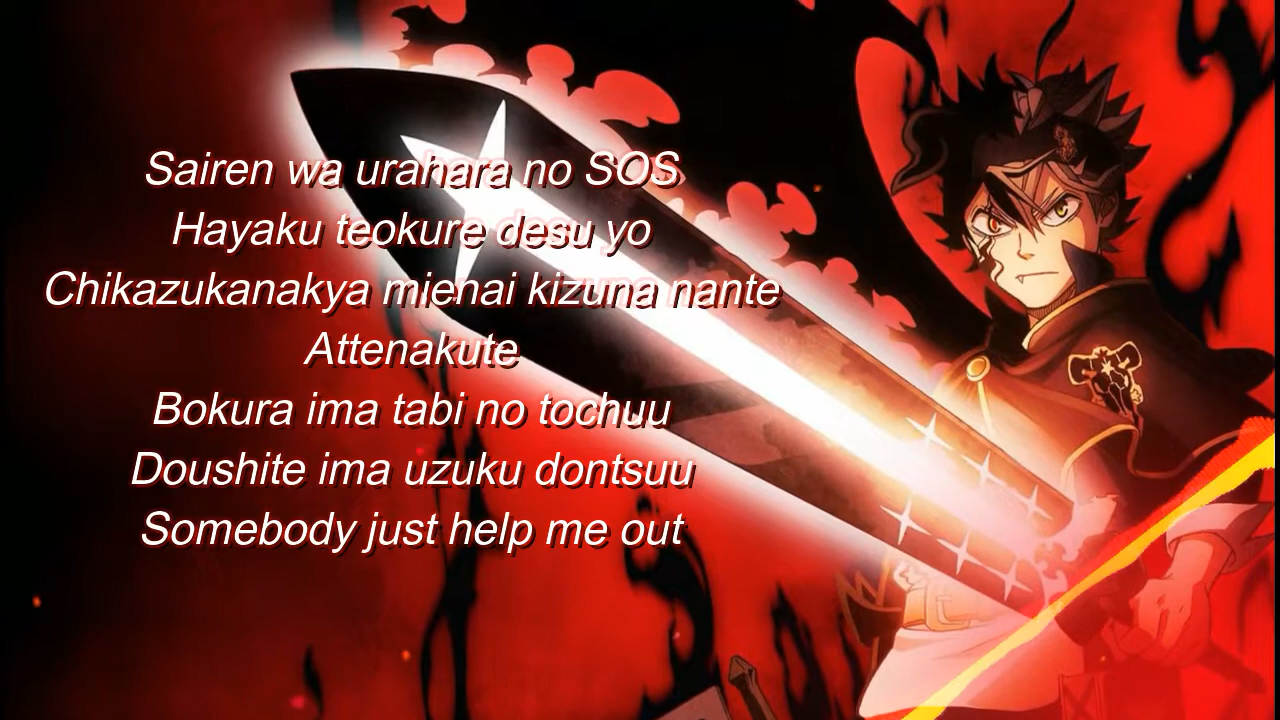 Sairen wa urahara no SOS
Hayaku teokure desu yo
Chikazukanakya mienai kizuna nante
Attenakute
Bokura ima tabi no tochuu
Doushite ima uzuku dontsuu
Somebody just help me out